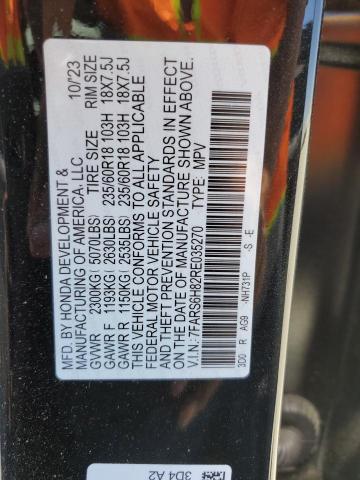 MFD. BY HONDA DEVELOPMENT & 10/23
MANUFACTURING OF AMERICA, LLC
TIRE SIZE RIM SIZE
GVWR 2300KG( 5070LBS)
GAWR F 1193KG( 2630LBS) 235/60R18 103H 18X7.5J
GAWR R 1150KG( 2535LBS) 235/60R18 103H 18X7.5J
THIS VEHICLE CONFORMS TO ALL APPLICABLE
FEDERAL MOTOR VEHICLE SAFETY
AND THEFT PREVENTION STANDARDS IN EFFECT
ON THE DATE OF MANUFACTURE SHOWN ABOVE.
V.I.N.: 7FARS6H82RE035270 TYPE: MPV
3D0 R AG9 -NH731P -S -E
3D4 A2